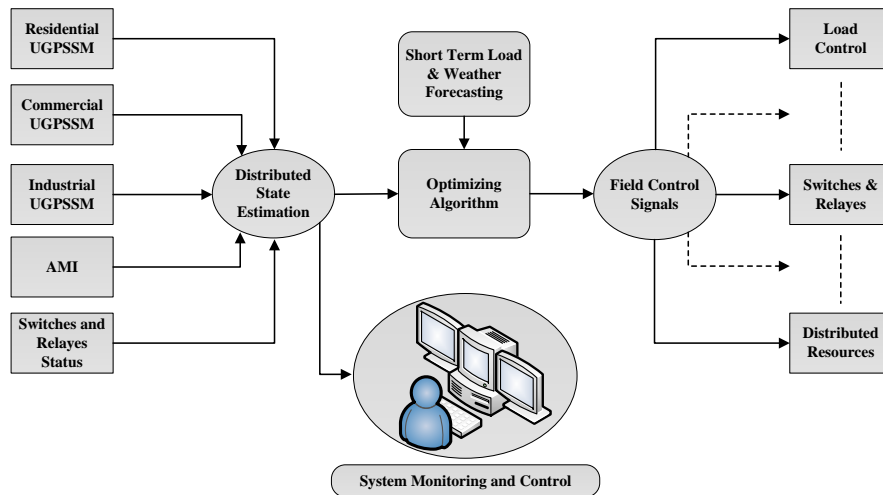 Residential
UGPSSM
Commercial
UGPSSM
Industrial
UGPSSM
AMI
Switches and
Relayes
Status
Distributed
State
Estimation
Short Term Load
& Weather
Forecasting
Optimizing
Algorithm
Field Control
Signals
Load
Control
Switches &
Relayes
Distributed
Resources
System Monitoring and Control